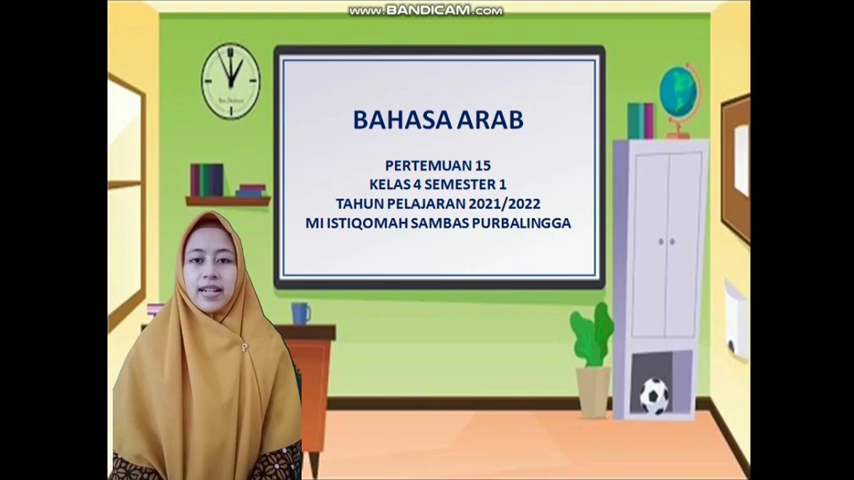 WWW.BANDICAM.COM
BAHASA ARAB
PERTEMUAN 15
KELAS 4 SEMESTER 1
TAHUN PELAJARAN 2021/2022
MI ISTIQOMAH SAMBAS PURBALINGGA